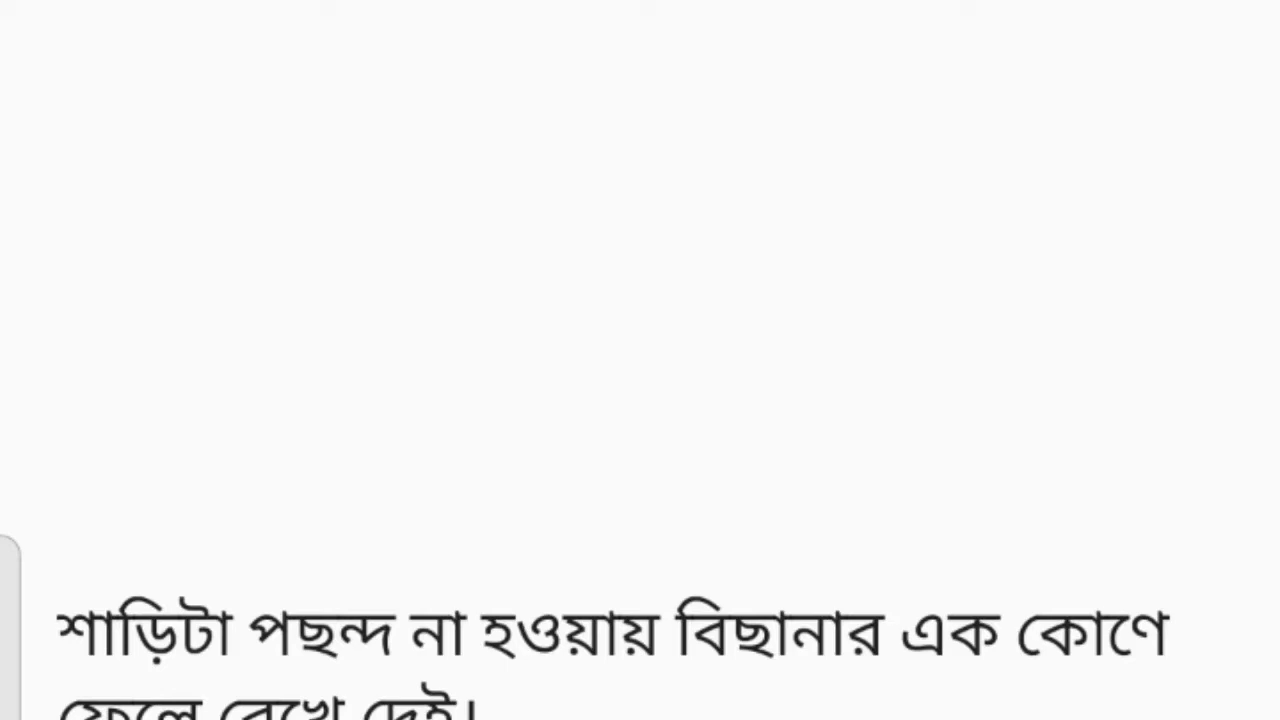 শাড়িটা পছন্দ না হওয়ায় বিছানার এক কোণে
ফেলে রেখে দেই।